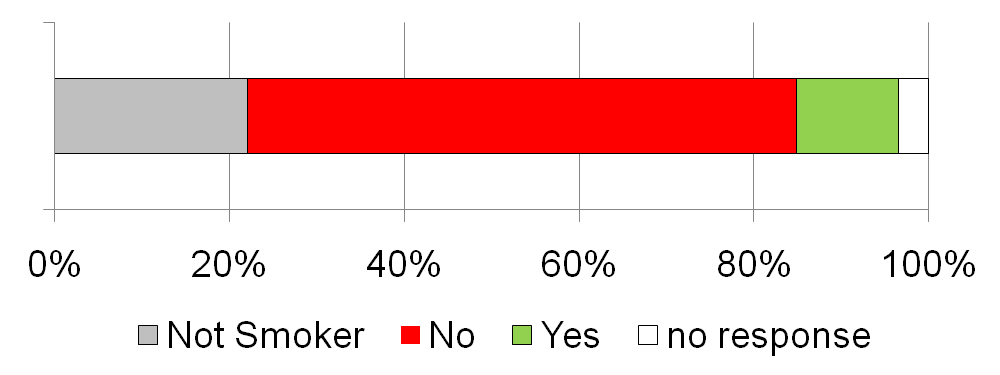 0% 20% 40% 60% 80% 100%
Not Smoker No Yes no response